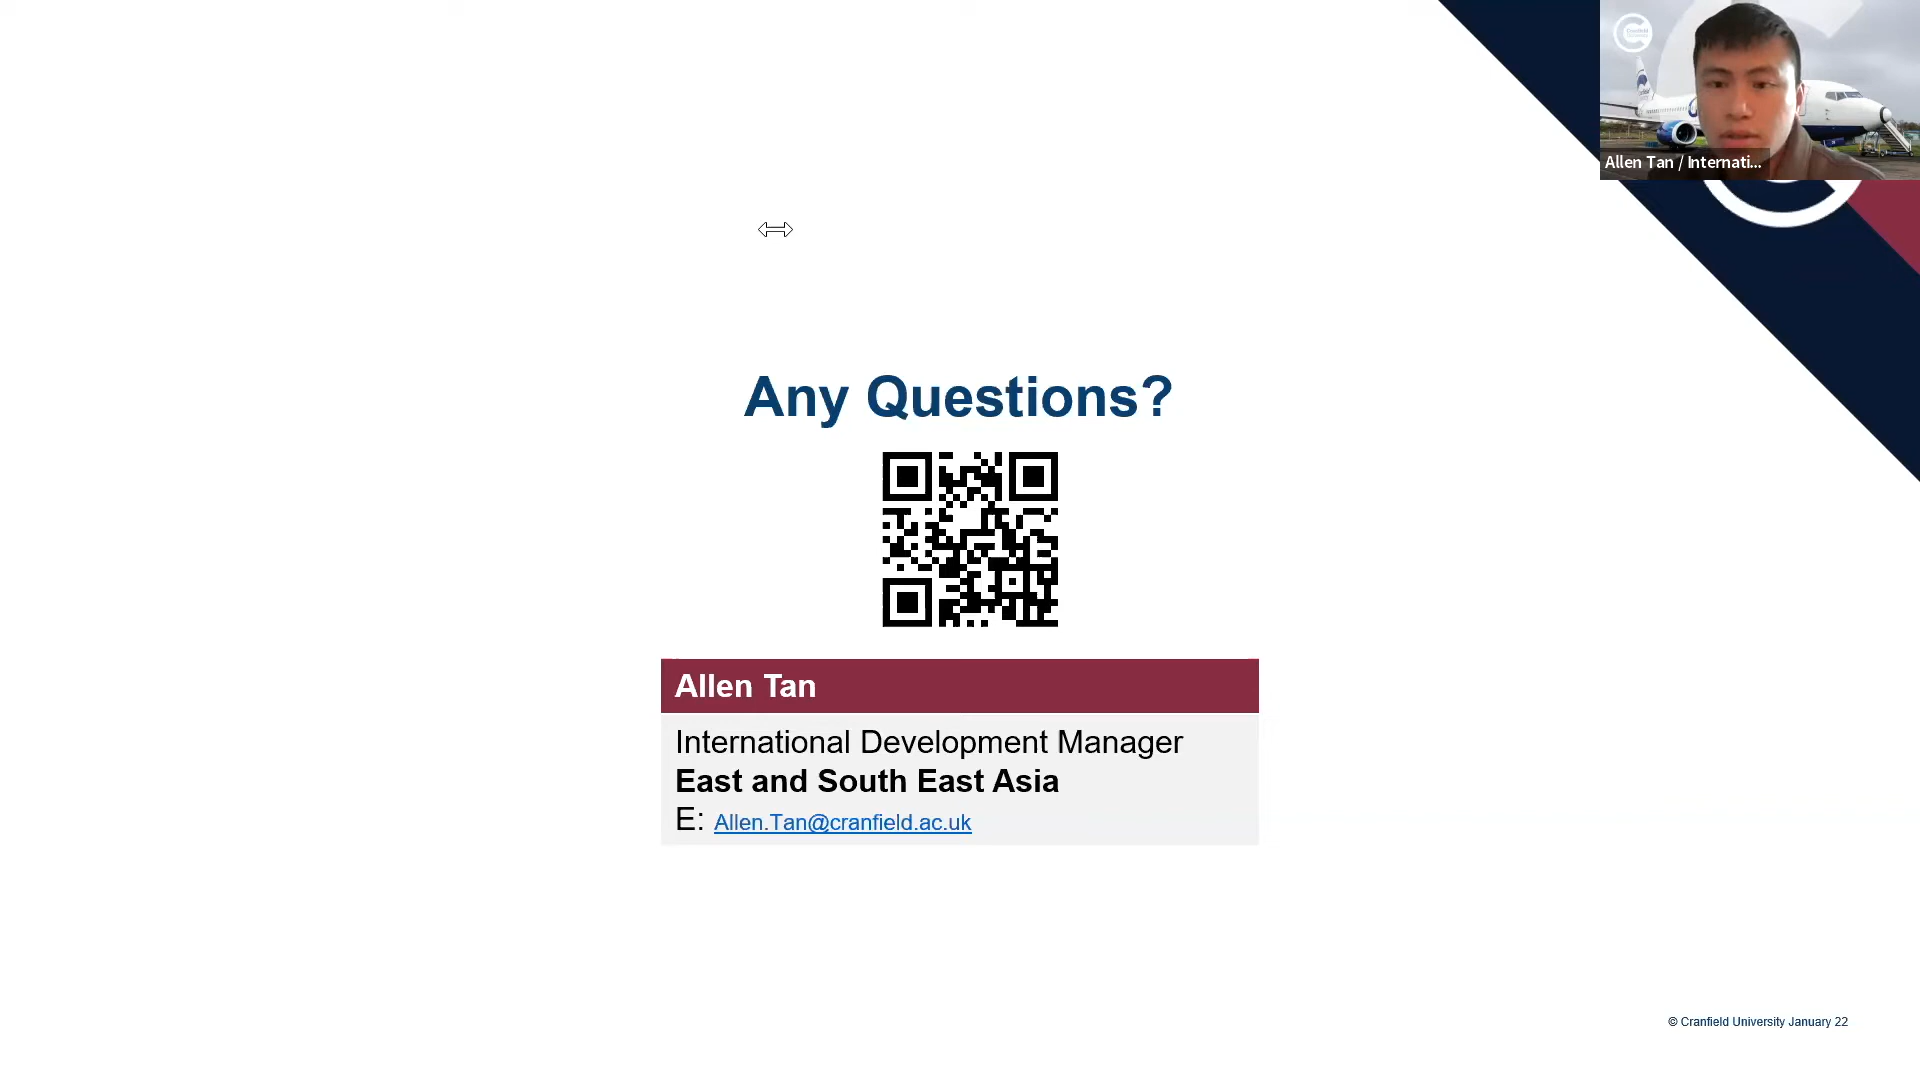 Allen Tan / Internati...
Any Questions?
Allen Tan
International Development Manager
East and South East Asia
E: Allen.Tan@cranfield.ac.uk
© Cranfield University January 22